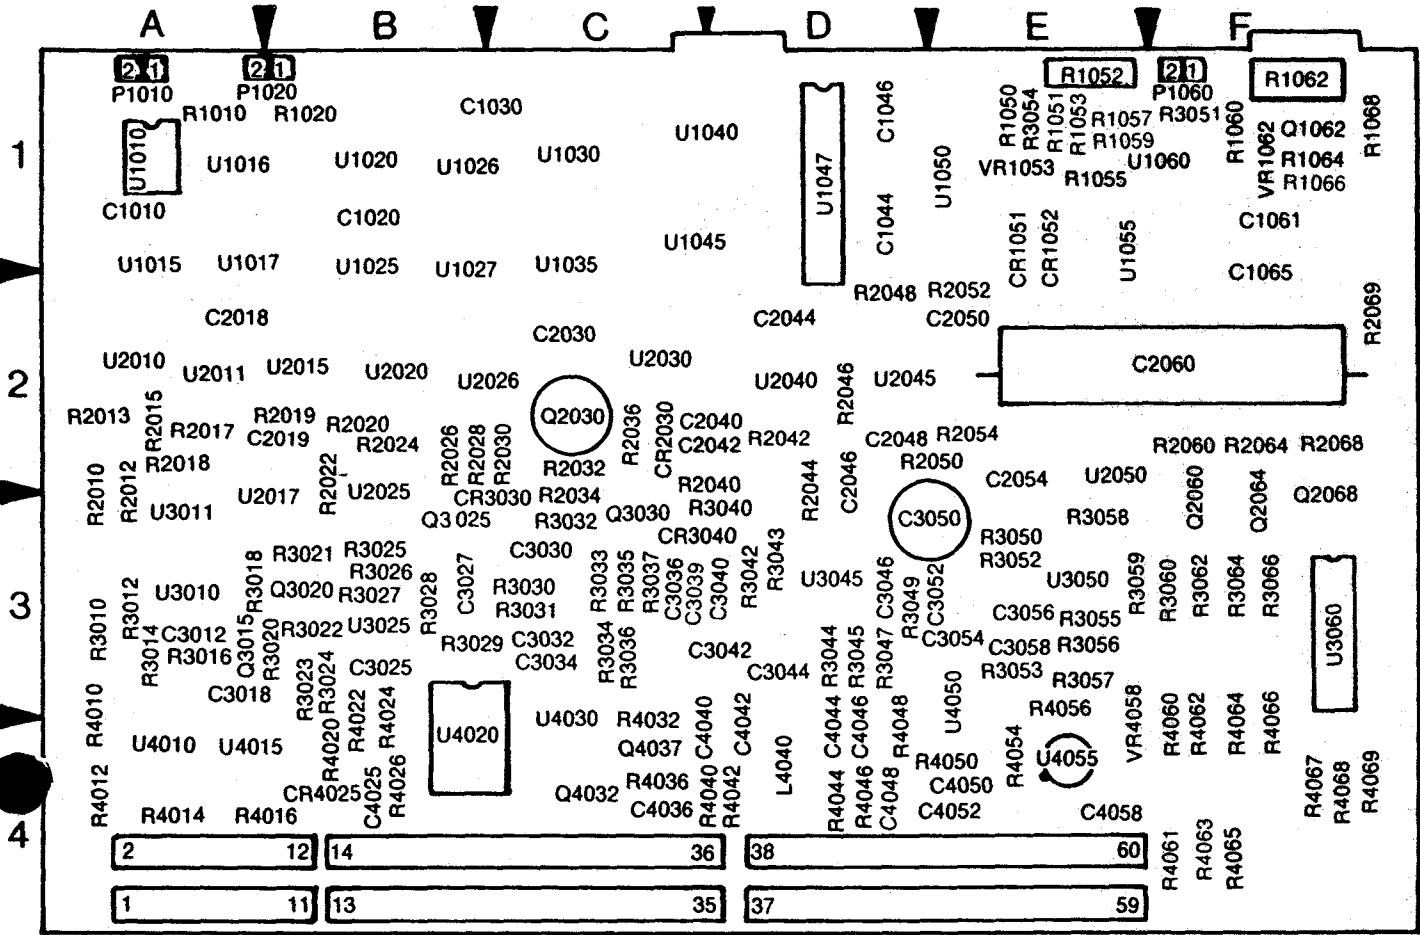 A B C D E F
2 1 2 1 R1052 2 1 R1062
P1010 P1020 P1060
R1010 R1020 C1030 C1046 R1050 R3054 R1051 R1053 R1057 R3051 R1060 R1068
1 U1010 U1040 R1059 VR1062 Q1062
U1016 U1020 U1026 U1030 U1047 U1050 VR1053 U1060 R1064
R1055 R1066
C1010 C1020 C1044 C1061
U1015 U1017 U1025 U1027 U1035 U1045 CR1051 CR1052 U1055 C1065
R2048 R2052 R2069
C2018 C2030 C2044 C2050
U2010 U2011 U2015 U2020 U2026 U2030 U2040 R2046 U2045 C2060
2
R2013 R2015 R2017 R2019 R2020 Q2030 R2036 CR2030 C2040
C2019 R2024 R2026 R2028 R2030 C2042 R2042 C2048 R2054 R2060 R2064 R2068
R2010 R2012 R2018 R2022 R2032 R2044 C2046 R2050
U2017 U2025 CR3030 R2034 R2040 C2054 U2050 Q2060 Q2064 Q2068
U3011 Q3025 R3032 Q3030 R3040 C3050 R3058
R3021 R3025 C3030 CR3040 R3043 R3050
R3018 R3026 R3033 R3035 R3037 C3036 C3039 C3040 R3042 R3052
R3012 U3010 Q3020 R3027 R3028 C3027 R3030 U3045 C3046 R3049 C3052 U3050 R3059 R3060 R3062 R3064 R3066
3 R3031 C3056 R3055
R3010 R3014 C3012 Q3015 R3020 R3022 U3025 R3029 C3032 R3034 R3036 C3042 R3044 R3045 R3047 C3054 C3058 R3056 U3060
R3016 C3025 C3034 C3044 R3053
C3018 R3023 R3024 R3057
R4010 R4022 R4024 U4020 U4030 R4032 C4040 C4042 C4044 C4046 R4048 U4050 R4056 VR4058 R4060 R4062 R4064 R4066
U4010 U4015 R4020 Q4037 L4040 R4050 R4054 U4055
R4012 CR4025 C4025 R4026 Q4032 R4036 R4040 R4042 R4044 R4046 C4048 C4050 R4067 R4068 R4069
R4014 R4016 C4036 C4052 C4058
4
2 12 14 36 38 60 R4061 R4063 R4065
1 11 13 35 37 59